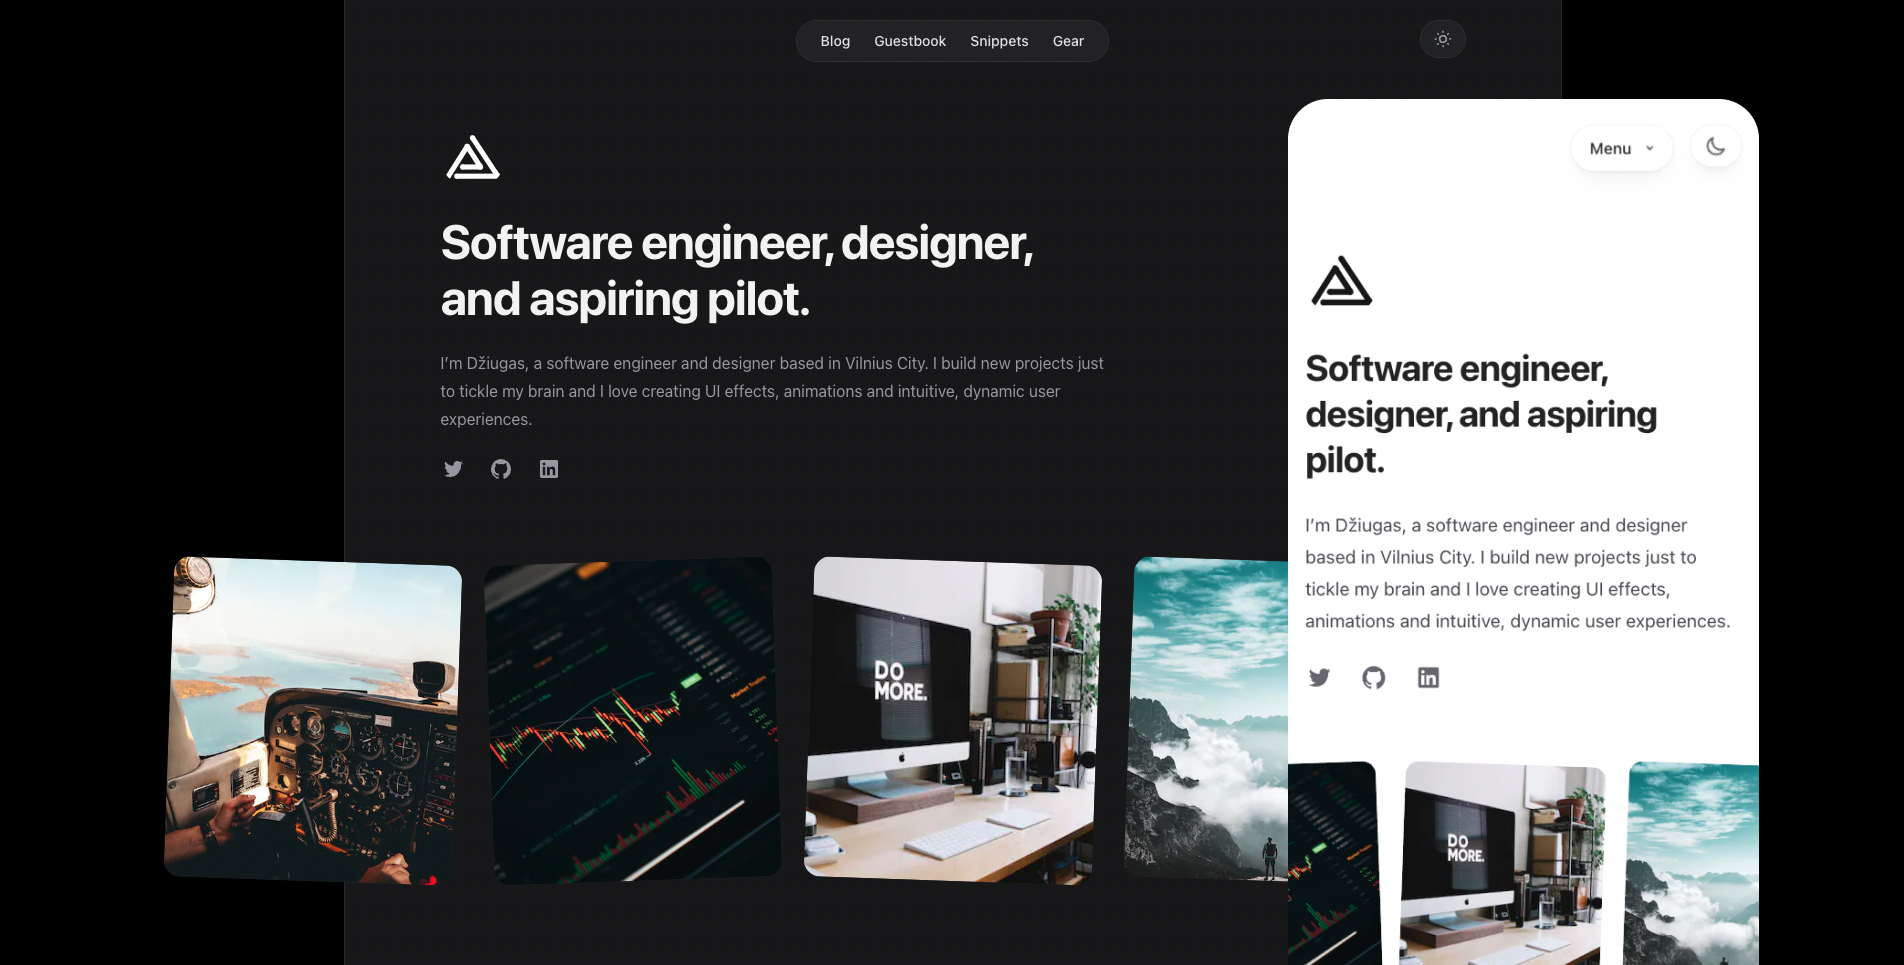 Blog Guestbook Snippets Gear
Software engineer, designer,
and aspiring pilot.
I’m Džiugas, a software engineer and designer based in Vilnius City. I build new projects just
to tickle my brain and I love creating UI effects, animations and intuitive, dynamic user
experiences.
Market Trades
DO
MORE.
Menu
Software engineer,
designer, and aspiring
pilot.
I’m Džiugas, a software engineer and designer
based in Vilnius City. I build new projects just to
tickle my brain and I love creating UI effects,
animations and intuitive, dynamic user experiences.
DO
MORE.